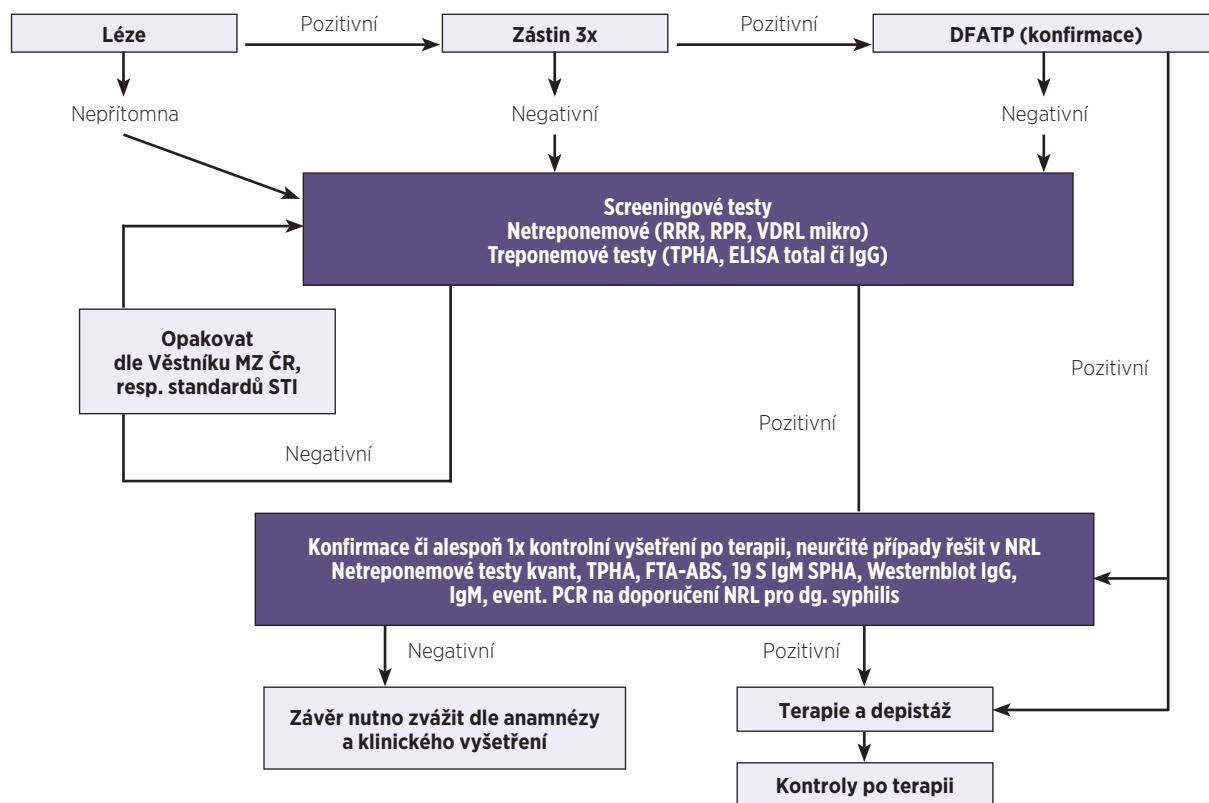 Léze
Pozitivní
Zástin 3x
Pozitivní
DFATP (konfirmace)
Nepřítomna
Negativní
Negativní
Screeningové testy
Netreponemové (RRR, RPR, VDRL mikro)
Treponemové testy (TPHA, ELISA total či IgG)
Opakovat
dle Věstníku MZ ČR,
resp. standardů STI
Pozitivní
Pozitivní
Negativní
Konfirmace či alespoň 1x kontrolní vyšetření po terapii, neurčité případy řešit v NRL
Netreponemové testy kvant, TPHA, FTA-ABS, 19 S IgM SPHA, Westernblot IgG,
IgM, event. PCR na doporučení NRL pro dg. syphilis
Negativní
Pozitivní
Závěr nutno zvážit dle anamnézy
a klinického vyšetření
Terapie a depistáž
Kontroly po terapii